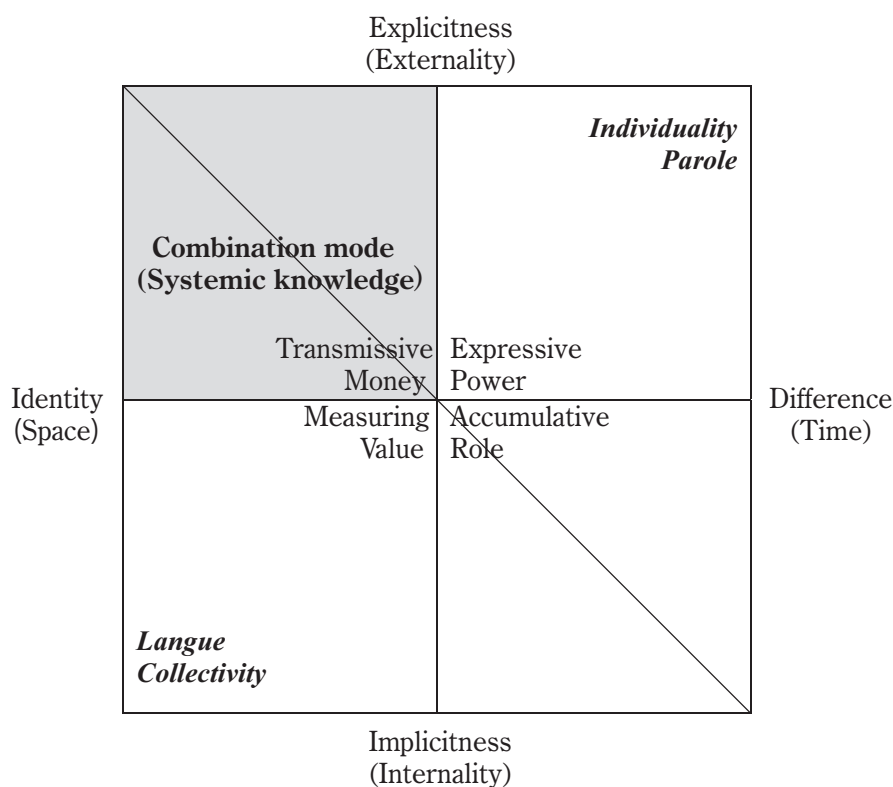 Explicitness
(Externality)
Individuality
Parole
Combination mode
(Systemic knowledge)
Transmissive
Money
Expressive
Power
Identity
(Space)
Difference
(Time)
Measuring
Value
Accumulative
Role
Langue
Collectivity
Implicitness
(Internality)